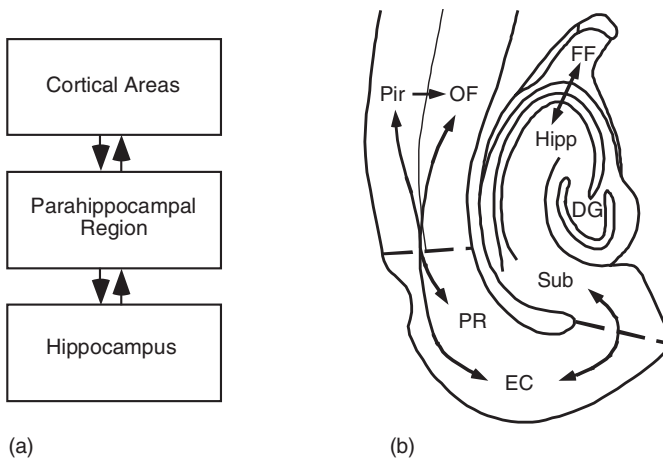 Cortical Areas
Parahippocampal
Region
Hippocampus
(a)
FF
Pir OF
Hipp
DG
Sub
PR
EC
(b)